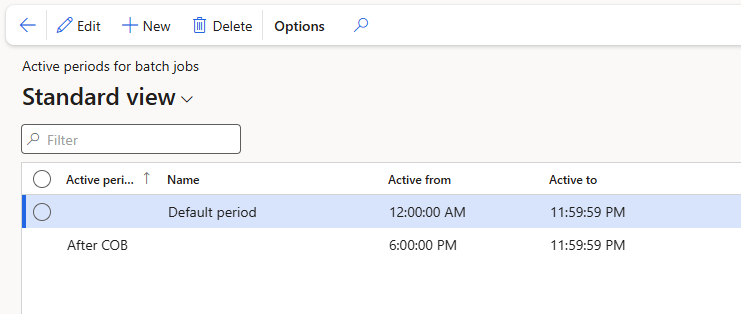 Edit New Delete Options
Active periods for batch jobs
Standard view
Filter
Active peri... Name Active from Active to
Default period 12:00:00 AM 11:59:59 PM
After COB 6:00:00 PM 11:59:59 PM